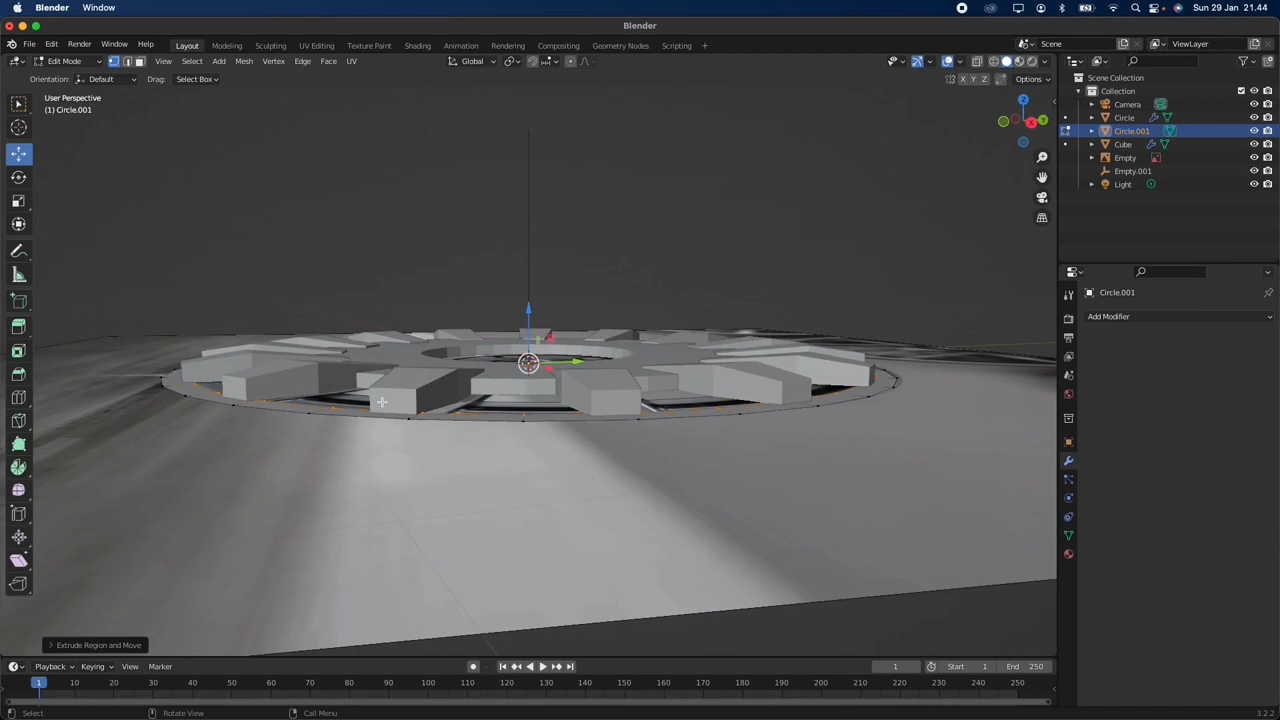 Blender Window Sun 29 Jan 21.44
Blender
File Edit Render Window Help Layout Modeling Sculpting UV Editing Texture Paint Shading Animation Rendering Compositing Geometry Nodes Scripting + Scene ViewLayer
Edit Mode View Select Add Mesh Vertex Edge Face UV Global
Orientation: Default Drag: Select Box X Y Z Options
User Perspective
(1) Circle.001
Z
X
Y
Scene Collection
Collection
Camera
Circle
Circle.001
Cube
Empty
Empty.001
Light
Circle.001
Add Modifier
Extrude Region and Move
Playback Keying View Marker 1 Start 1 End 250
1 10 20 30 40 50 60 70 80 90 100 110 120 130 140 150 160 170 180 190 200 210 220 230 240 250
Select Rotate View Call Menu 3.2.2